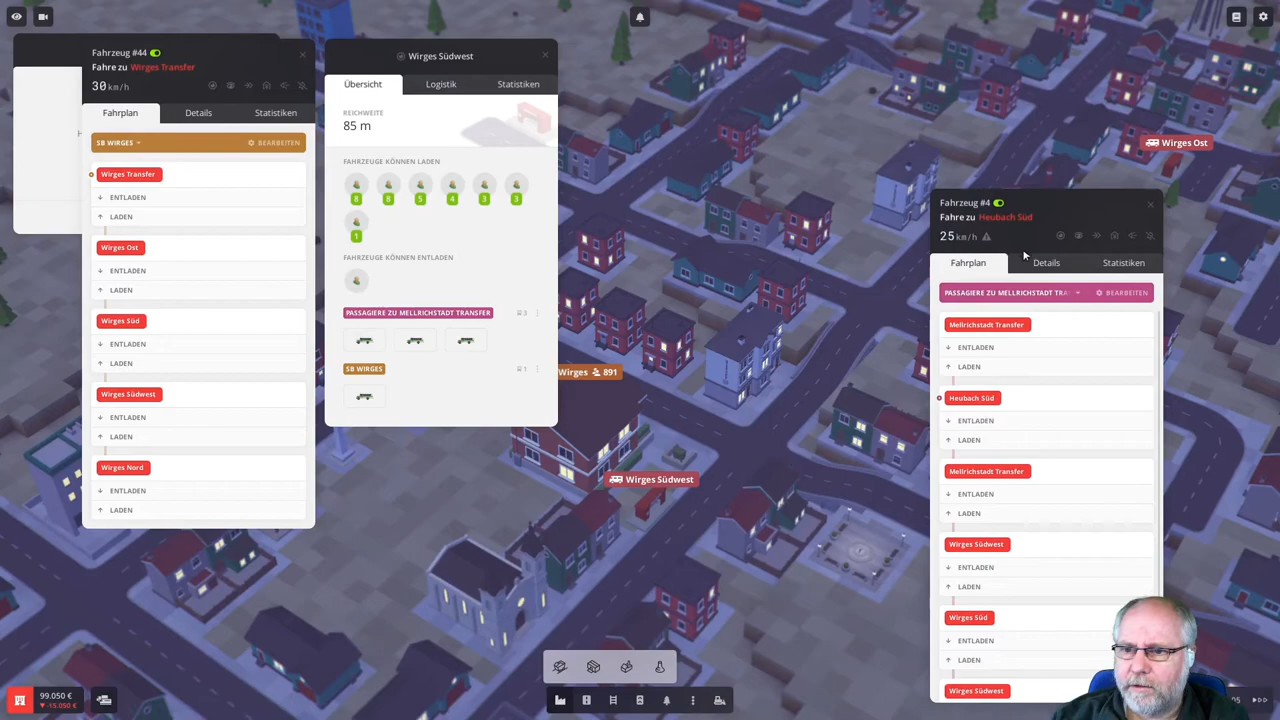 Fahrzeug #44
Fahre zu Wirges Transfer
30 km/h
Fahrplan
Details
Statistiken
SB WIRGES
BEARBEITEN
Wirges Transfer
ENTLADEN
LADEN
Wirges Ost
ENTLADEN
LADEN
Wirges Süd
ENTLADEN
LADEN
Wirges Südwest
ENTLADEN
LADEN
Wirges Nord
ENTLADEN
LADEN
Wirges Südwest
Übersicht
Logistik
Statistiken
REICHWEITE
85 m
FAHRZEUGE KÖNNEN LADEN
8 8 5 4 3 3
1
FAHRZEUGE KÖNNEN ENTLADEN
PASSAGIERE ZU MELLRICHSTADT TRANSFER
3
SB WIRGES
1
Wirges 891
Wirges Südwest
Wirges Ost
Fahrzeug #4
Fahre zu Heubach Süd
25 km/h
Fahrplan
Details
Statistiken
PASSAGIERE ZU MELLRICHSTADT TRA
BEARBEITEN
Mellrichstadt Transfer
ENTLADEN
LADEN
Heubach Süd
ENTLADEN
LADEN
Mellrichstadt Transfer
ENTLADEN
LADEN
Wirges Südwest
ENTLADEN
LADEN
Wirges Süd
ENTLADEN
LADEN
Wirges Südwest
99.050 €
▼ -15.050 €